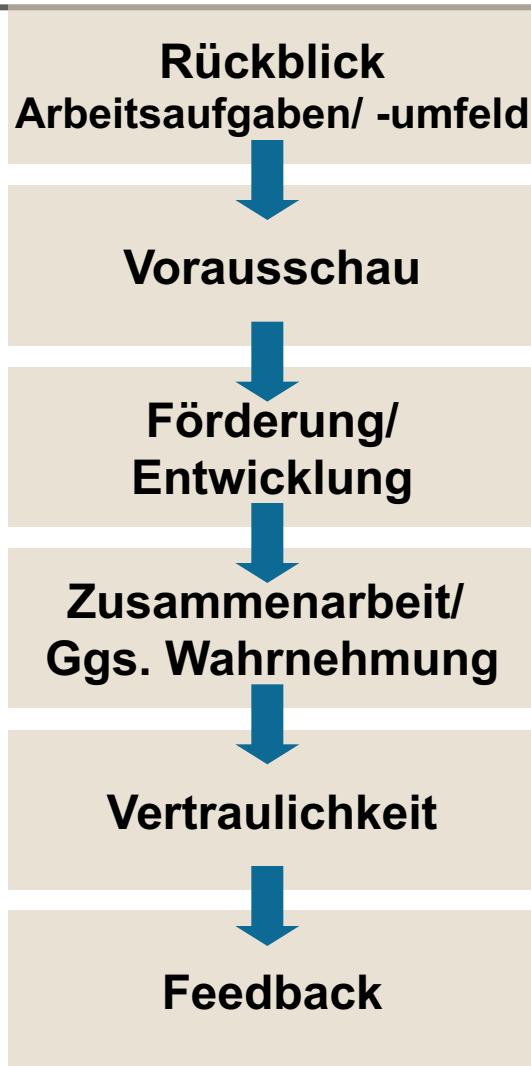 Rückblick
Arbeitsaufgaben/ -umfeld
Vorausschau
Förderung/
Entwicklung
Zusammenarbeit/
Ggs. Wahrnehmung
Vertraulichkeit
Feedback